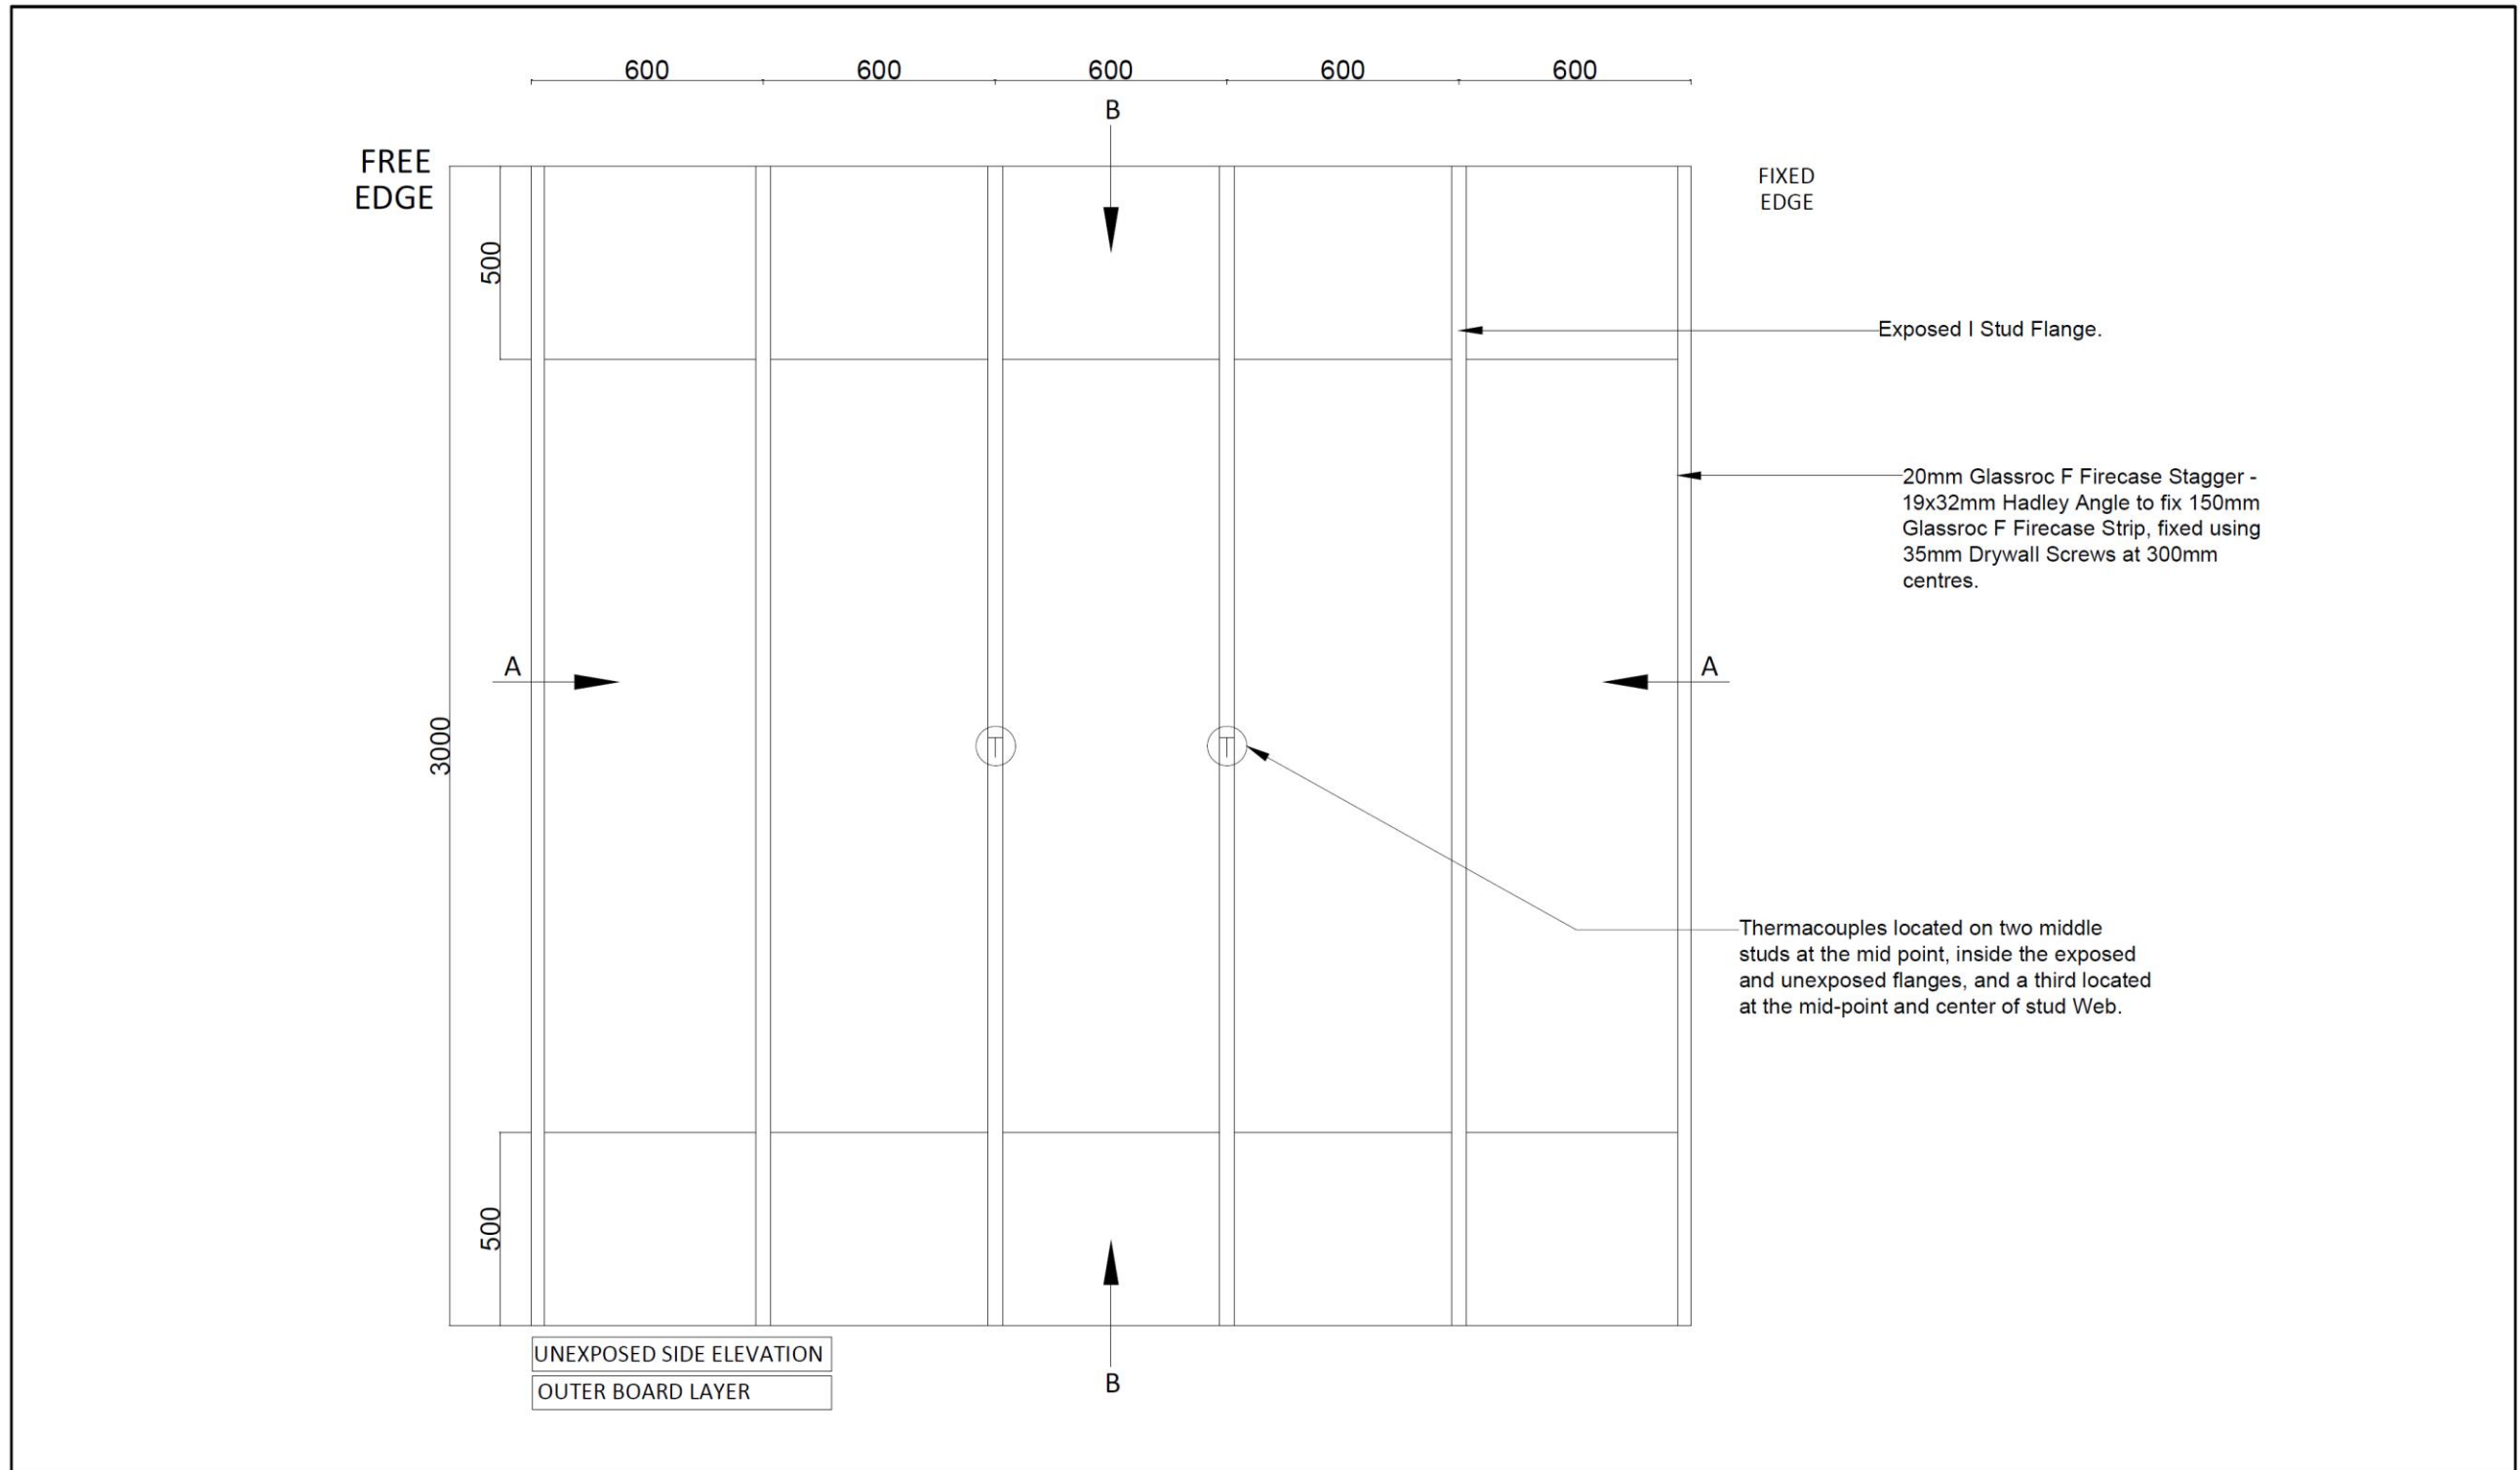 600
600
600
600
600
B
FREE
EDGE
FIXED
EDGE
500
Exposed I Stud Flange.
20mm Glassroc F Firecase Stagger -
19x32mm Hadley Angle to fix 150mm
Glassroc F Firecase Strip, fixed using
35mm Drywall Screws at 300mm
centres.
A
A
3000
T
T
Thermacouples located on two middle
studs at the mid point, inside the exposed
and unexposed flanges, and a third located
at the mid-point and center of stud Web.
500
UNEXPOSED SIDE ELEVATION
OUTER BOARD LAYER
B